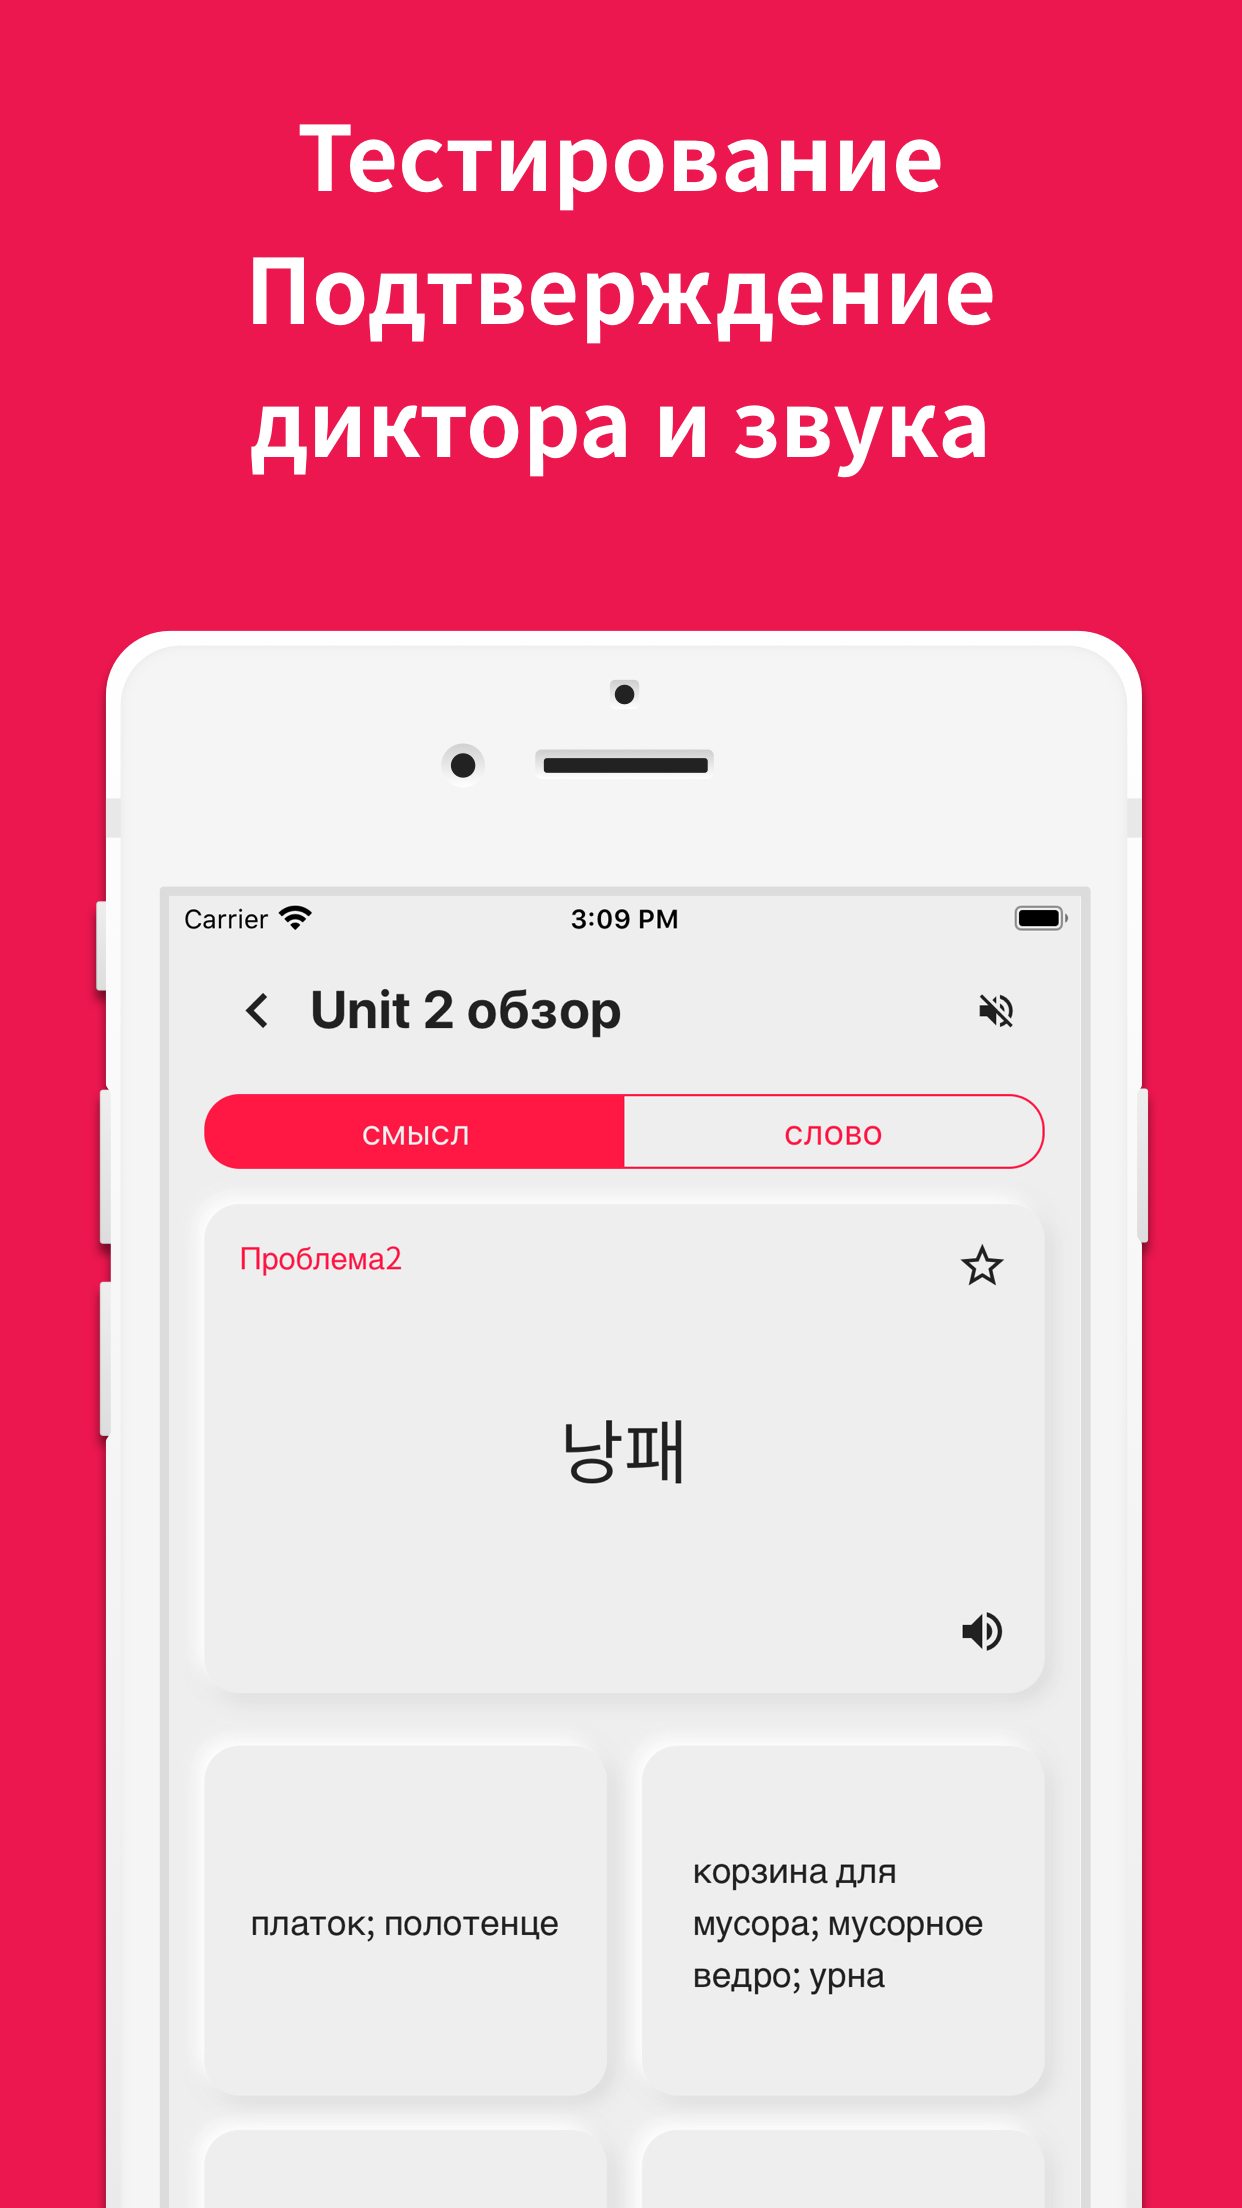 Тестирование
Подтверждение
диктора и звука
Carrier 3:09 PM
Unit 2 обзор
смысл слово
Проблема2
낭패
платок; полотенце
корзина для
мусора; мусорное
ведро; урна